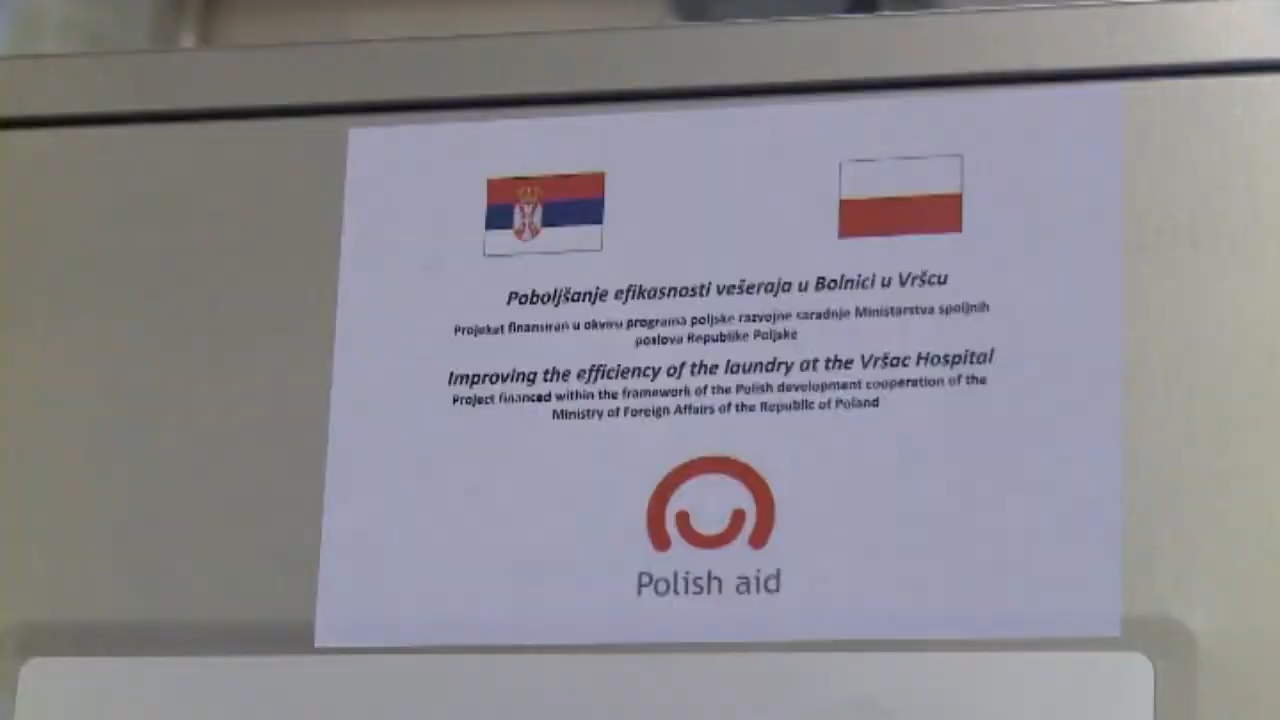 Poboljšanje efikasnosti vešeraja u Bolnici u Vršcu
Projekat finansiran u okviru programa poljske razvojne saradnje Ministarstva spoljnih
poslova Republike Poljske
Improving the efficiency of the laundry at the Vršac Hospital
Project financed within the framework of the Polish development cooperation of the
Ministry of Foreign Affairs of the Republic of Poland
Polish aid